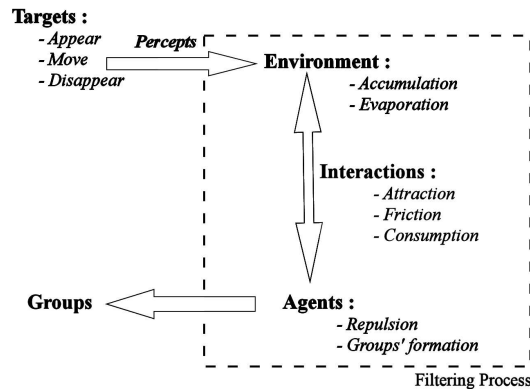 Targets :
- Appear
- Move
- Disappear
Percepts
Environment :
- Accumulation
- Evaporation
Interactions :
- Attraction
- Friction
- Consumption
Groups
Agents :
- Repulsion
- Groups' formation
Filtering Process